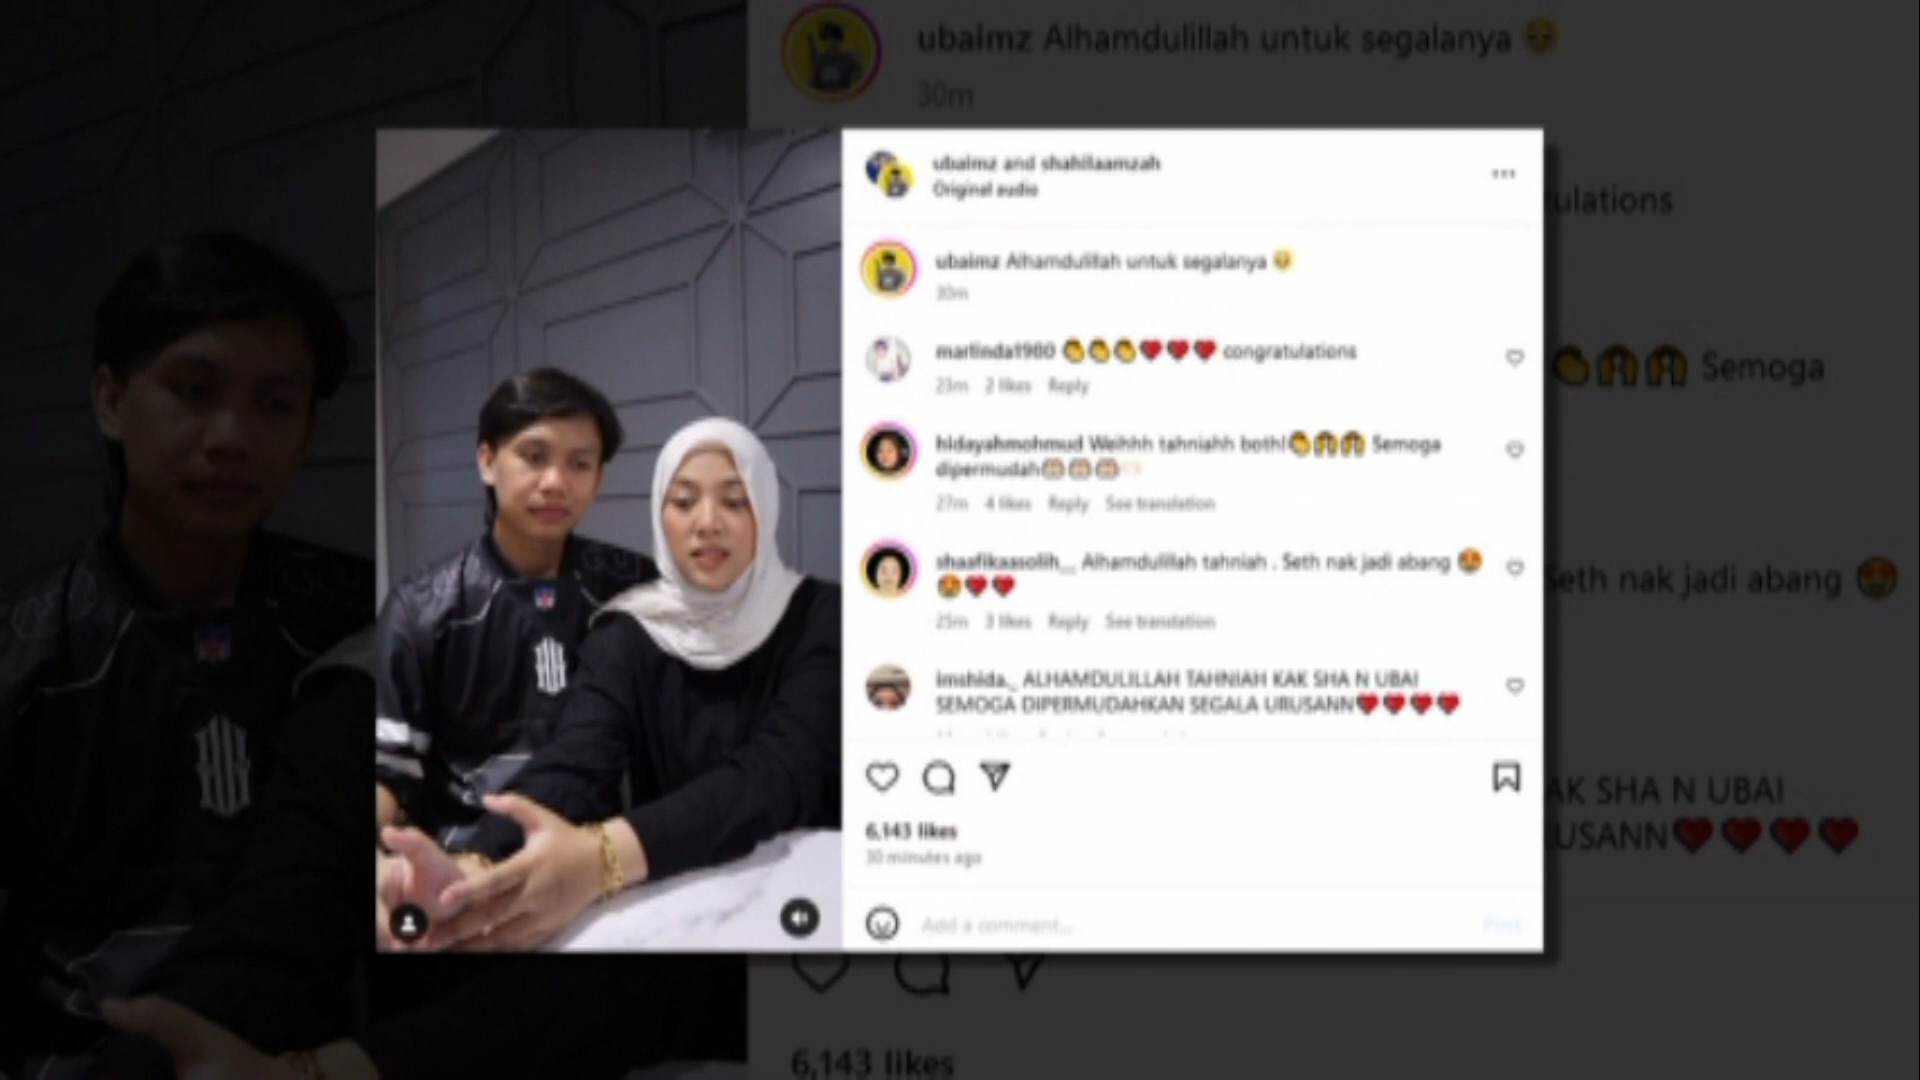 ubaimz Alhamdulillah untuk segalanya
30m
ubaimz and shahilaamzah
Original audio
ubaimz Alhamdulillah untuk segalanya
30m
marlinda1980 👏👏👏❤️❤️❤️ congratulations
23m 2 likes Reply
hidayahmohmud Weihhh tahniahh both! Semoga
dipermudah
27m 4 likes Reply See translation
shaafikaasolih__ Alhamdulillah tahniah . Seth nak jadi abang 🤩
🤩❤️❤️
25m 3 likes Reply See translation
imshida._ ALHAMDULILLAH TAHNIAH KAK SHA N UBAI
SEMOGA DIPERMUDAHKAN SEGALA URUSANN❤️❤️❤️❤️
6,143 likes
30 minutes ago
Add a comment...
Post
ulations
Semoga
Seth nak jadi abang 🤩
AK SHA N UBAI
USANN❤️❤️❤️❤️
6,143 likes